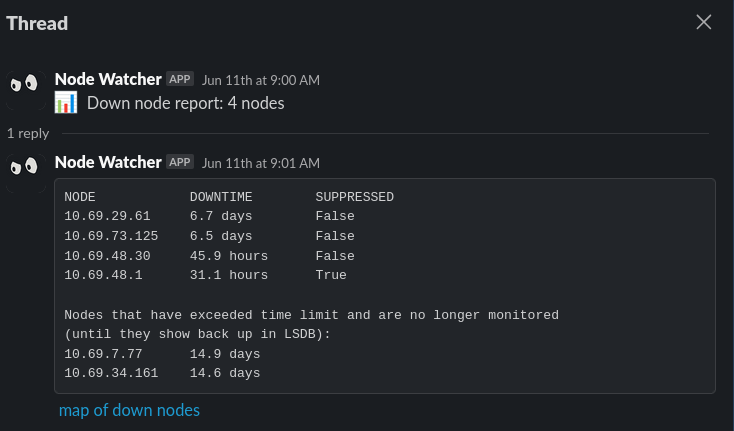 Thread
Node Watcher APP Jun 11th at 9:00 AM
Down node report: 4 nodes
1 reply
Node Watcher APP Jun 11th at 9:01 AM
NODE DOWNTIME SUPPRESSED
10.69.29.61 6.7 days False
10.69.73.125 6.5 days False
10.69.48.30 45.9 hours False
10.69.48.1 31.1 hours True
Nodes that have exceeded time limit and are no longer monitored
(until they show back up in LSDB):
10.69.7.77 14.9 days
10.69.34.161 14.6 days
map of down nodes